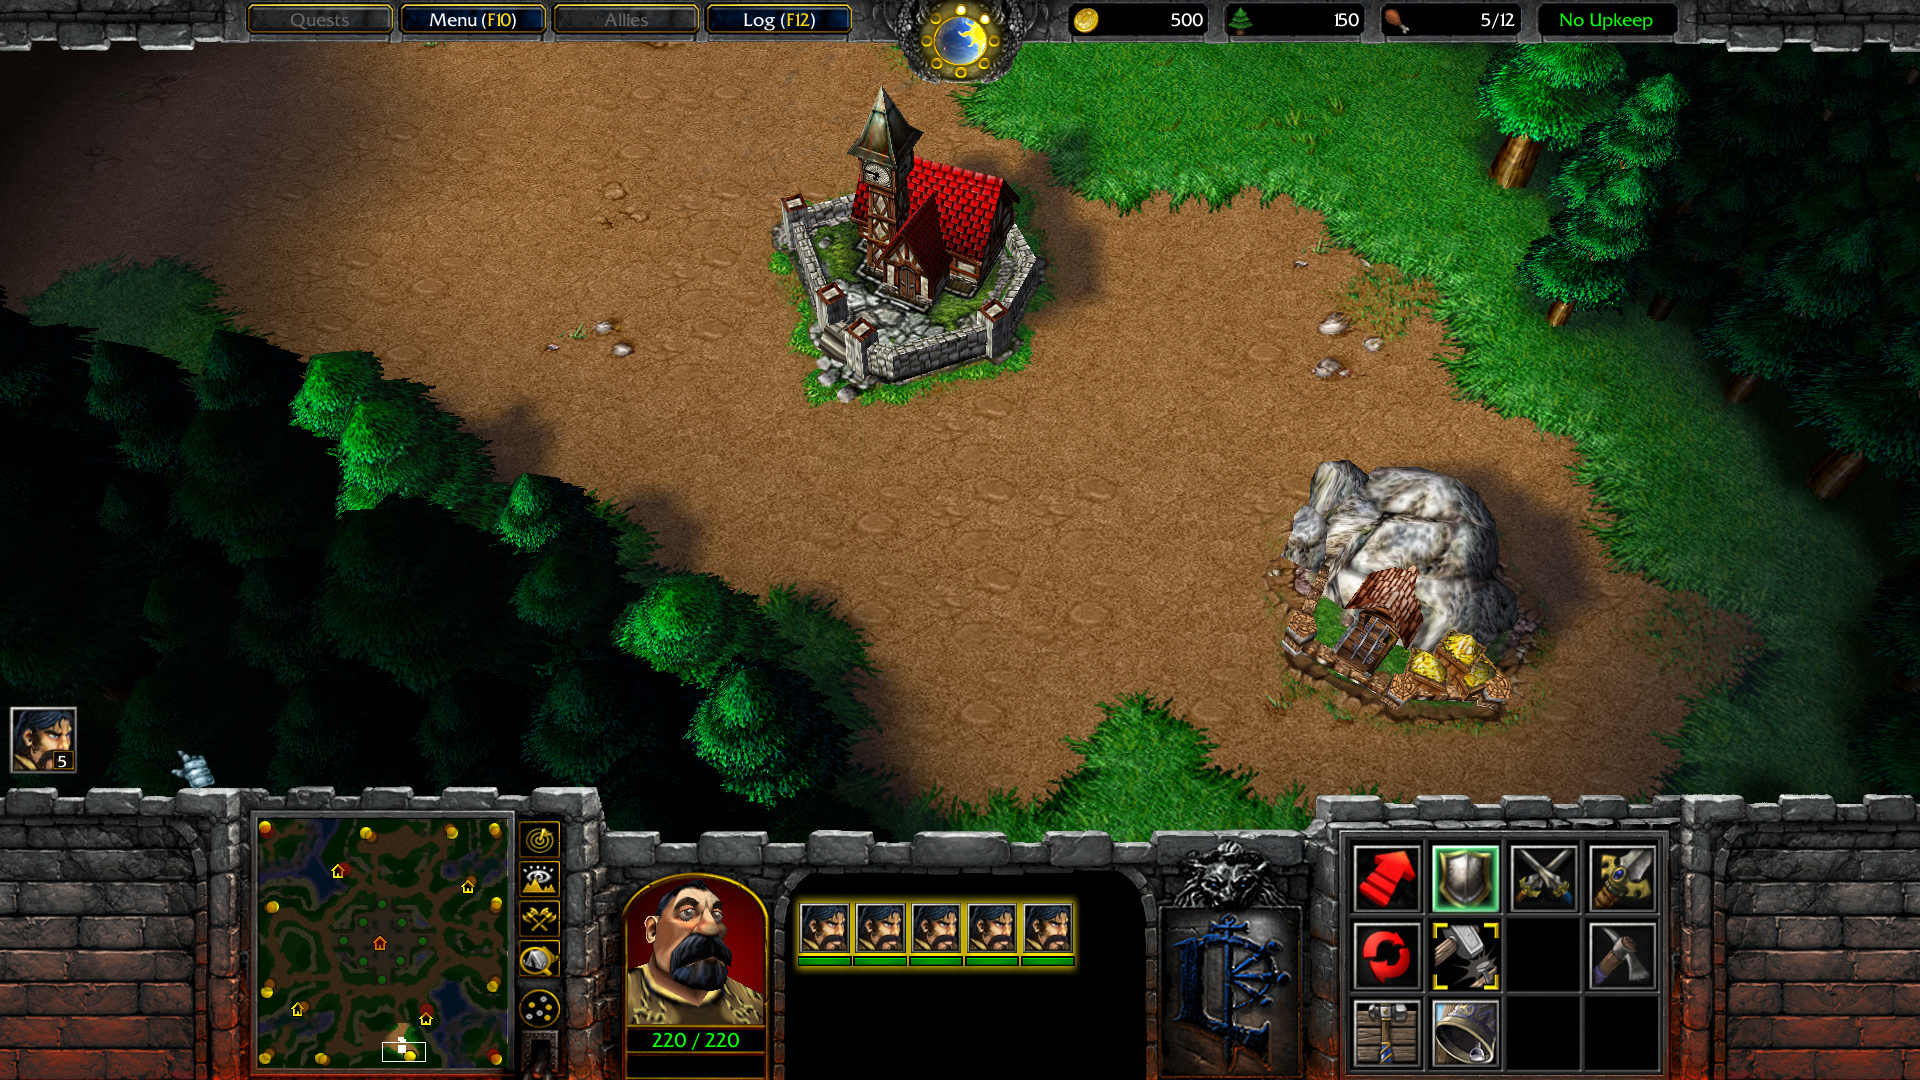 Quests
Menu (F10)
Allies
Log (F12)
500
150
5/12
No Upkeep
5
220 / 220